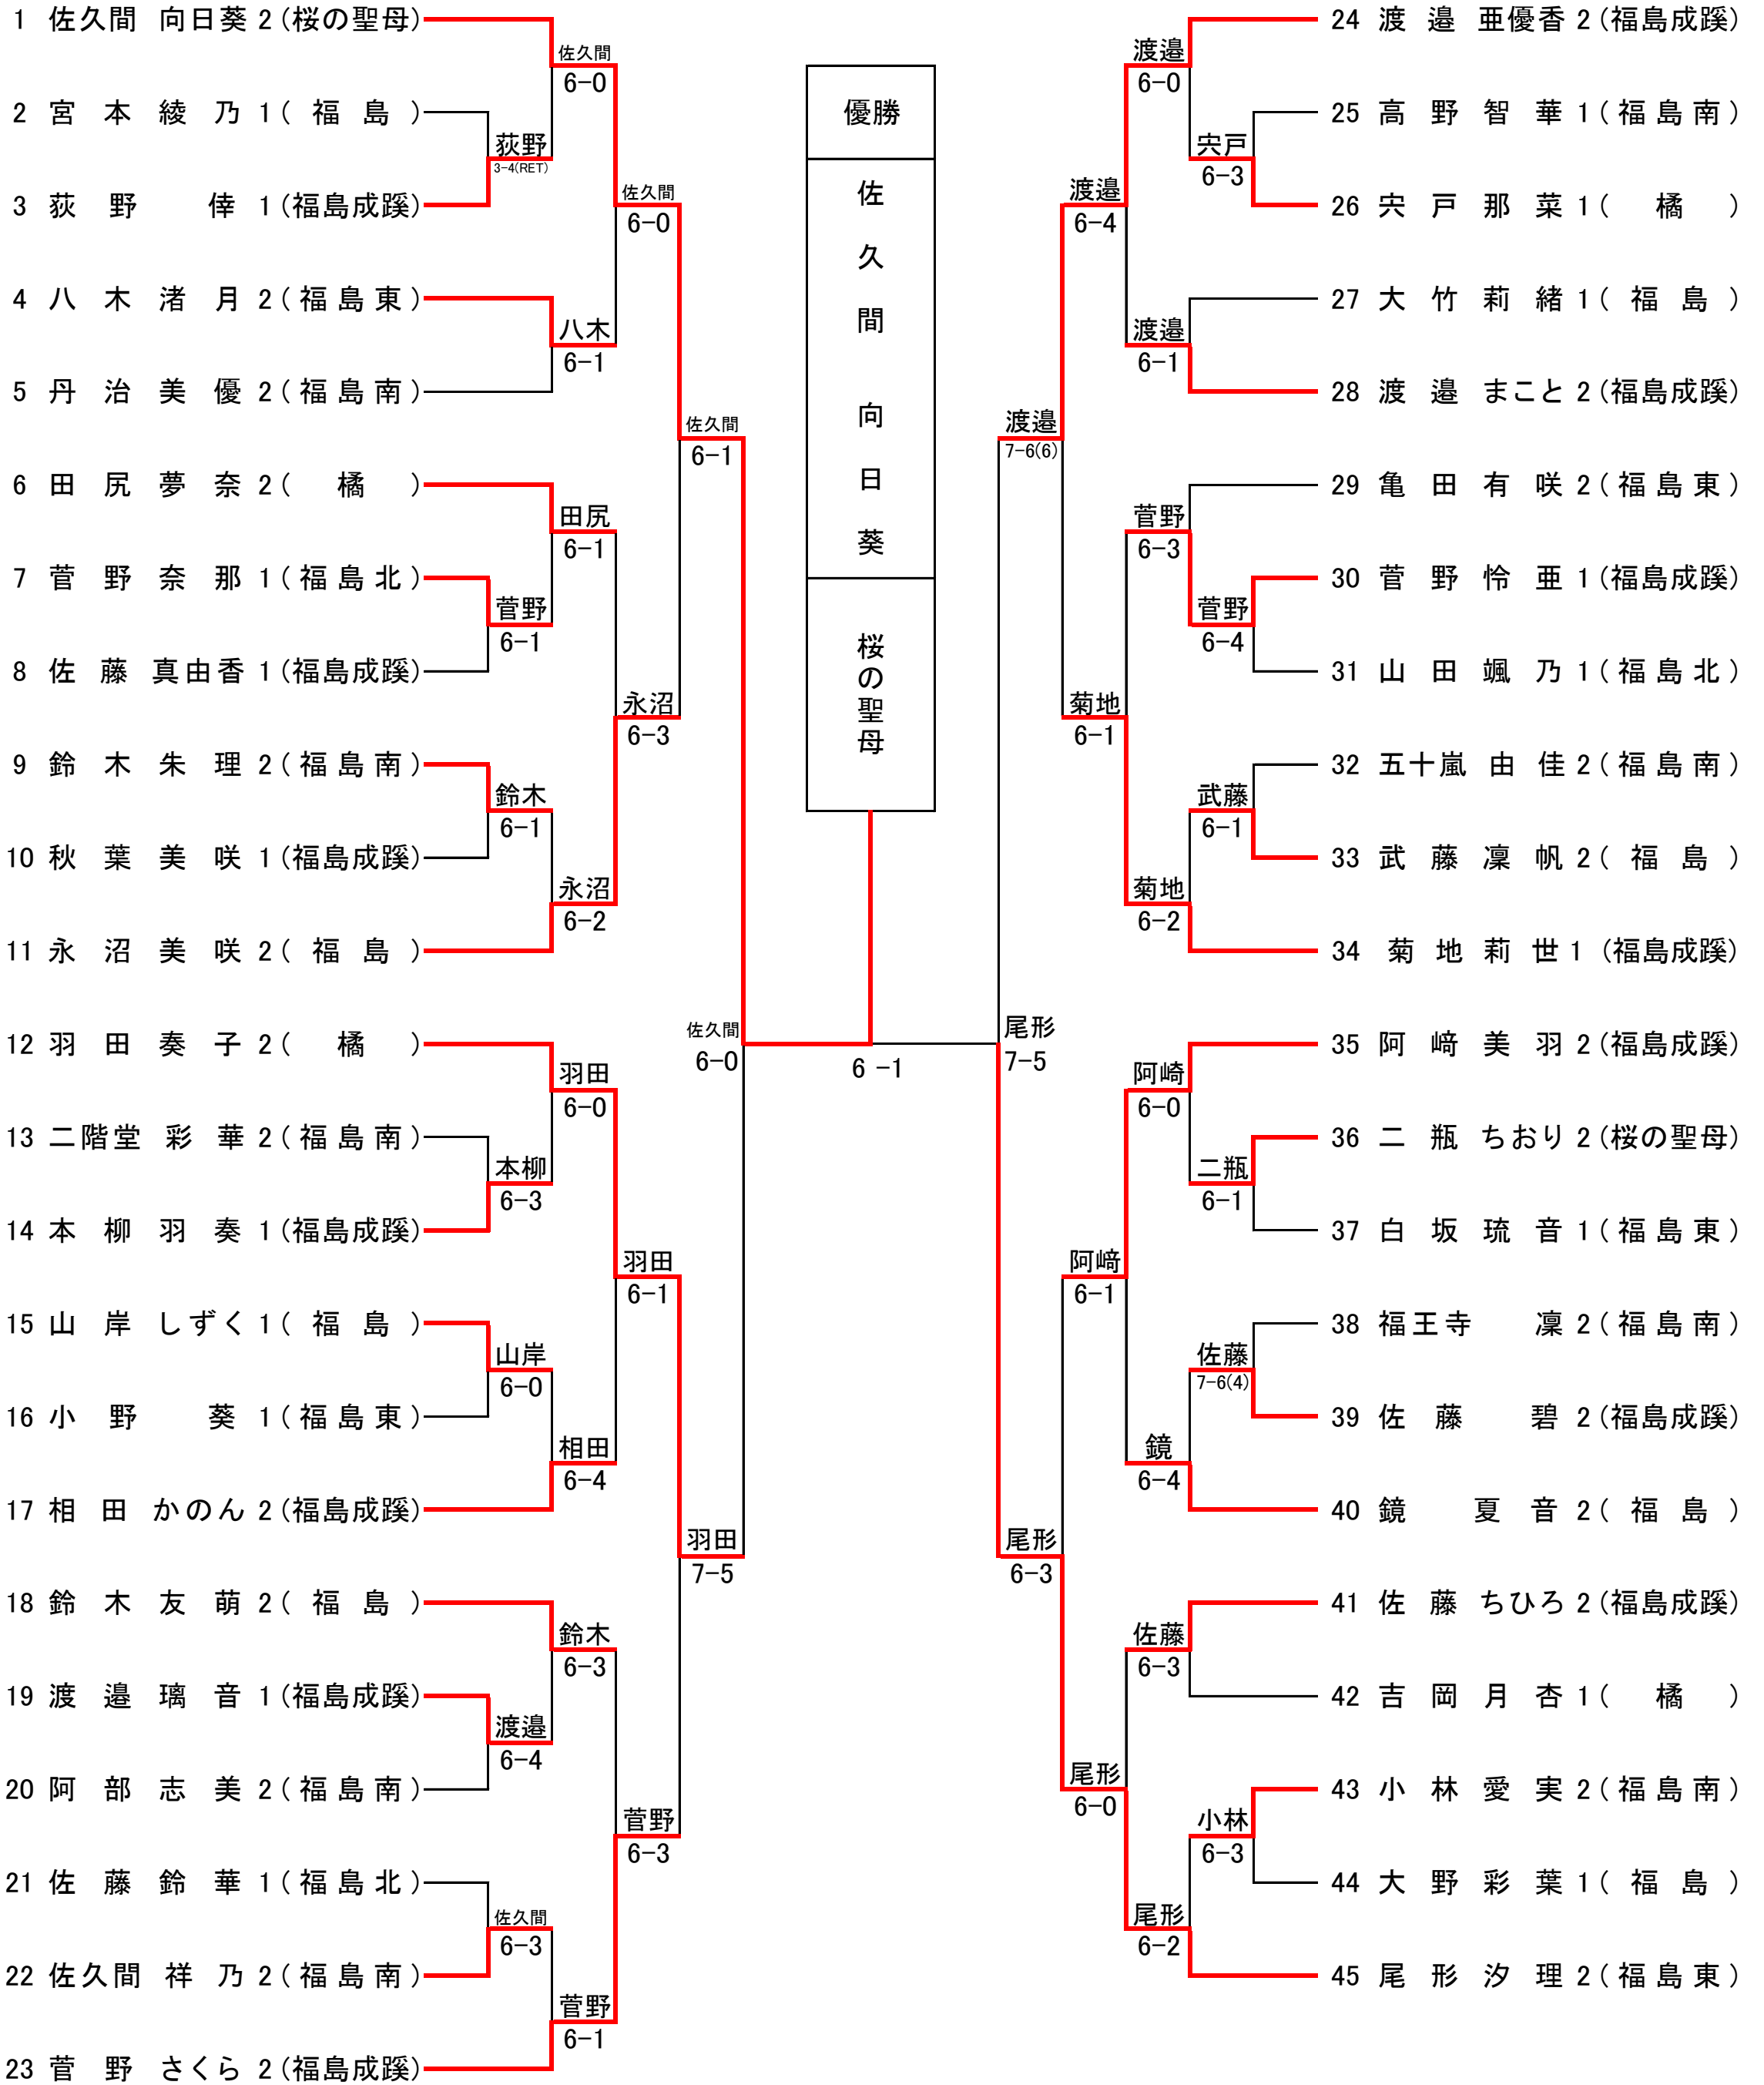 1 佐久間 向日葵 2 (桜の聖母)
2 宮本綾乃 1 (福島)
3 荻野 倖 1 (福島成蹊)
4 八木渚月 2 (福島東)
5 丹治美優 2 (福島南)
6 田尻夢奈 2 (橘)
7 菅野奈那 1 (福島北)
8 佐藤真由香 1 (福島成蹊)
9 鈴木朱理 2 (福島南)
10 秋葉美咲 1 (福島成蹊)
11 永沼美咲 2 (福島)
12 羽田奏子 2 (橘)
13 二階堂彩華 2 (福島南)
14 本柳羽奏 1 (福島成蹊)
15 山岸しずく 1 (福島)
16 小野 葵 1 (福島東)
17 相田かのん 2 (福島成蹊)
18 鈴木友萌 2 (福島)
19 渡邉璃音 1 (福島成蹊)
20 阿部志美 2 (福島南)
21 佐藤鈴華 1 (福島北)
22 佐久間祥乃 2 (福島南)
23 菅野さくら 2 (福島成蹊)
荻野
3-4(RET)
菅野
6-1
鈴木
6-1
本柳
6-3
山岸
6-0
渡邉
6-4
佐久間
6-3
佐久間
6-0
八木
6-1
田尻
6-1
永沼
6-2
羽田
6-0
相田
6-4
鈴木
6-3
菅野
6-1
佐久間
6-0
永沼
6-3
羽田
6-1
菅野
6-3
佐久間
6-1
羽田
7-5
佐久間
6-0
優勝
佐久間 向日葵
桜の聖母
6 -1
尾形
7-5
渡邉
7-6(6)
尾形
6-3
渡邉
6-4
菊地
6-1
阿﨑
6-1
尾形
6-0
渡邉
6-0
渡邉
6-1
菅野
6-3
菊地
6-2
阿崎
6-0
鏡
6-4
佐藤
6-3
尾形
6-2
宍戸
6-3
菅野
6-4
武藤
6-1
二瓶
6-1
佐藤
7-6(4)
小林
6-3
24 渡邉亜優香 2 (福島成蹊)
25 高野智華 1 (福島南)
26 宍戸那菜 1 (橘)
27 大竹莉緒 1 (福島)
28 渡邉まこと 2 (福島成蹊)
29 亀田有咲 2 (福島東)
30 菅野怜亜 1 (福島成蹊)
31 山田颯乃 1 (福島北)
32 五十嵐由佳 2 (福島南)
33 武藤凜帆 2 (福島)
34 菊地莉世 1 (福島成蹊)
35 阿﨑美羽 2 (福島成蹊)
36 二瓶ちおり 2 (桜の聖母)
37 白坂琉音 1 (福島東)
38 福王寺 凜 2 (福島南)
39 佐藤 碧 2 (福島成蹊)
40 鏡 夏音 2 (福島)
41 佐藤ちひろ 2 (福島成蹊)
42 吉岡月杏 1 (橘)
43 小林愛実 2 (福島南)
44 大野彩葉 1 (福島)
45 尾形汐理 2 (福島東)